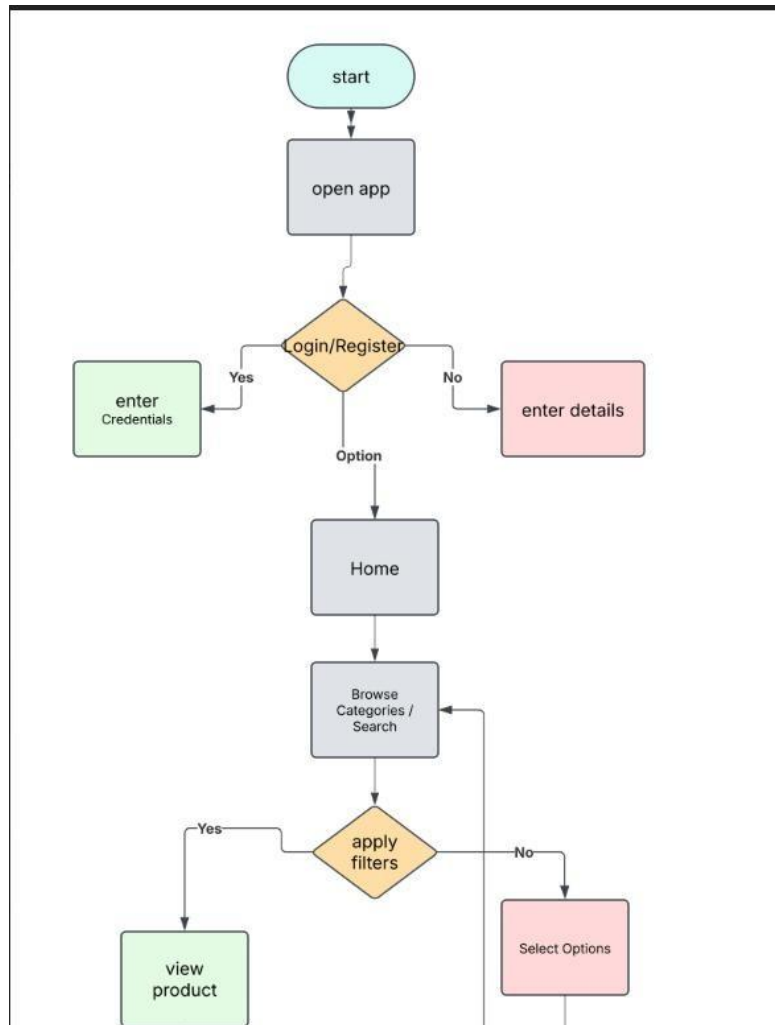 start
open app
Login/Register
Yes
No
enter
Credentials
enter details
Option
Home
Browse
Categories /
Search
apply
filters
Yes
No
view
product
Select Options